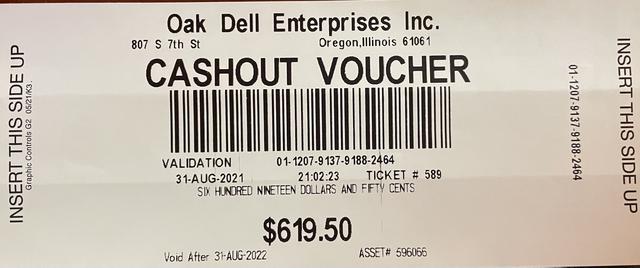 Oak Dell Enterprises Inc.
807 S 7th St Oregon,Illinois 61061
CASHOUT VOUCHER
INSERT THIS SIDE UP
Graphic Controls G2 05/21/K3
VALIDATION 01-1207-9137-9188-2464
31-AUG-2021 21:02:23 TICKET # 589
SIX HUNDRED NINETEEN DOLLARS AND FIFTY CENTS
$619.50
Void After 31-AUG-2022 ASSET# 596066
01-1207-9137-9188-2464
INSERT THIS SIDE UP